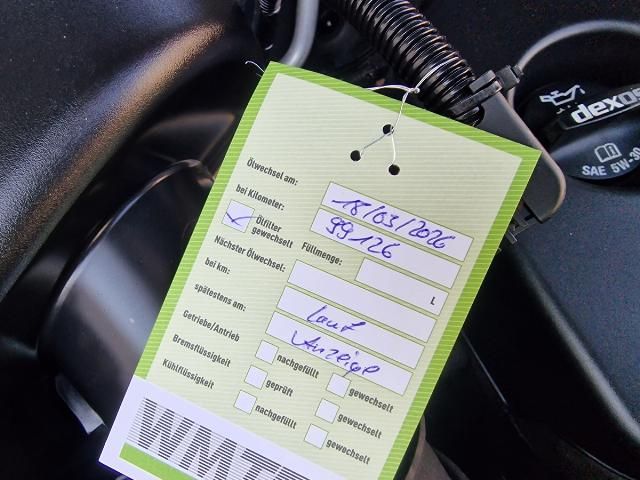 dexos
SAE 5W-30
Ölwechsel am: 18/03/2026
bei Kilometer: 99126
Ölfilter gewechselt
Füllmenge: L
Nächster Ölwechsel:
bei km: Laut
spätestens am: Anzeige
Getriebe/Antrieb nachgefüllt gewechselt
Bremsflüssigkeit geprüft gewechselt
Kühlflüssigkeit nachgefüllt gewechselt